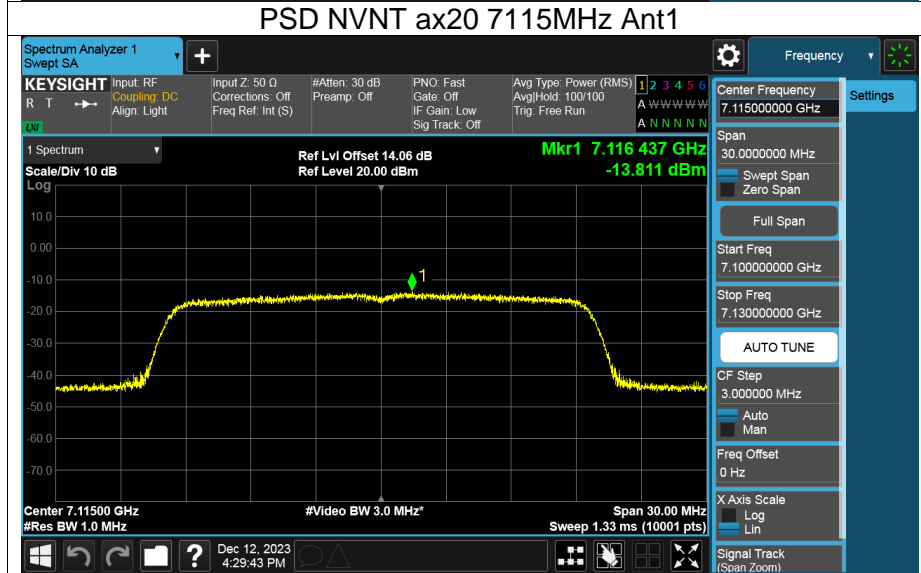 PSD NVNT ax20 7115MHz Ant1
Spectrum Analyzer 1
Swept SA
+
Frequency
KEYSIGHT
R T
LXI
Input: RF
Coupling: DC
Align: Light
Input Z: 50 Ω
Corrections: Off
Freq Ref: Int (S)
#Atten: 30 dB
Preamp: Off
PNO: Fast
Gate: Off
IF Gain: Low
Sig Track: Off
Avg Type: Power (RMS)
Avg|Hold: 100/100
Trig: Free Run
1 2 3 4 5 6
A W W W W W
A N N N N N
1 Spectrum
Scale/Div 10 dB
Log
Ref Lvl Offset 14.06 dB
Ref Level 20.00 dBm
Mkr1 7.116 437 GHz
-13.811 dBm
10.0
0.00
-10.0
-20.0
-30.0
-40.0
-50.0
-60.0
-70.0
1
Center 7.11500 GHz
#Res BW 1.0 MHz
#Video BW 3.0 MHz*
Span 30.00 MHz
Sweep 1.33 ms (10001 pts)
?
Dec 12, 2023
4:29:43 PM
Center Frequency
7.115000000 GHz
Span
30.0000000 MHz
Swept Span
Zero Span
Full Span
Start Freq
7.100000000 GHz
Stop Freq
7.130000000 GHz
AUTO TUNE
CF Step
3.000000 MHz
Auto
Man
Freq Offset
0 Hz
X Axis Scale
Log
Lin
Signal Track
(Span Zoom)
Settings